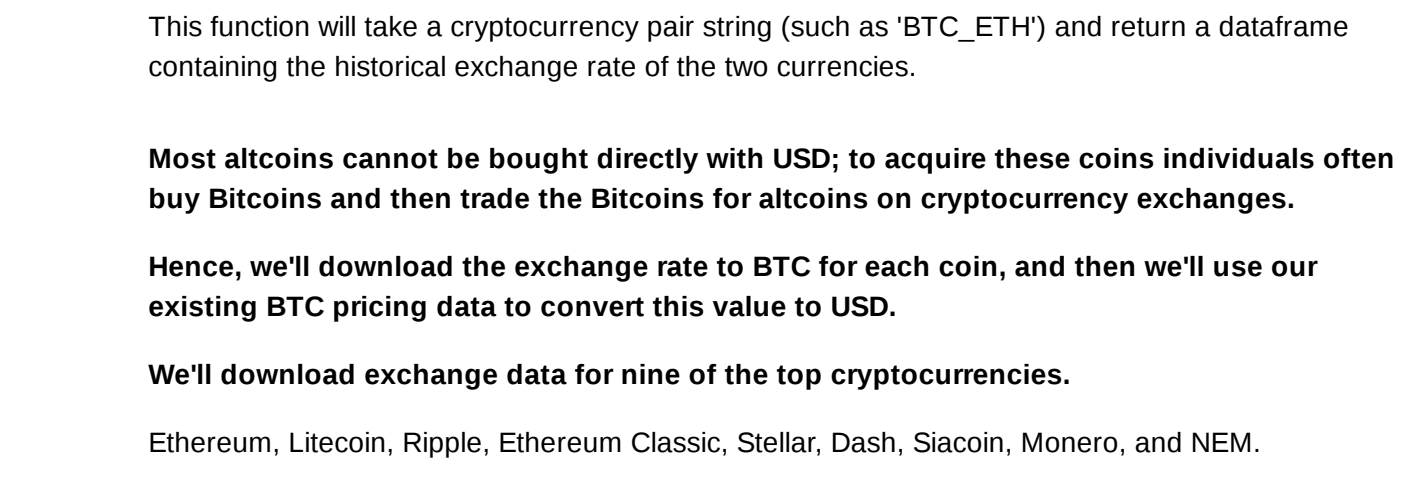 This function will take a cryptocurrency pair string (such as 'BTC_ETH') and return a dataframe
containing the historical exchange rate of the two currencies.
Most altcoins cannot be bought directly with USD; to acquire these coins individuals often
buy Bitcoins and then trade the Bitcoins for altcoins on cryptocurrency exchanges.
Hence, we'll download the exchange rate to BTC for each coin, and then we'll use our
existing BTC pricing data to convert this value to USD.
We'll download exchange data for nine of the top cryptocurrencies.
Ethereum, Litecoin, Ripple, Ethereum Classic, Stellar, Dash, Siacoin, Monero, and NEM.